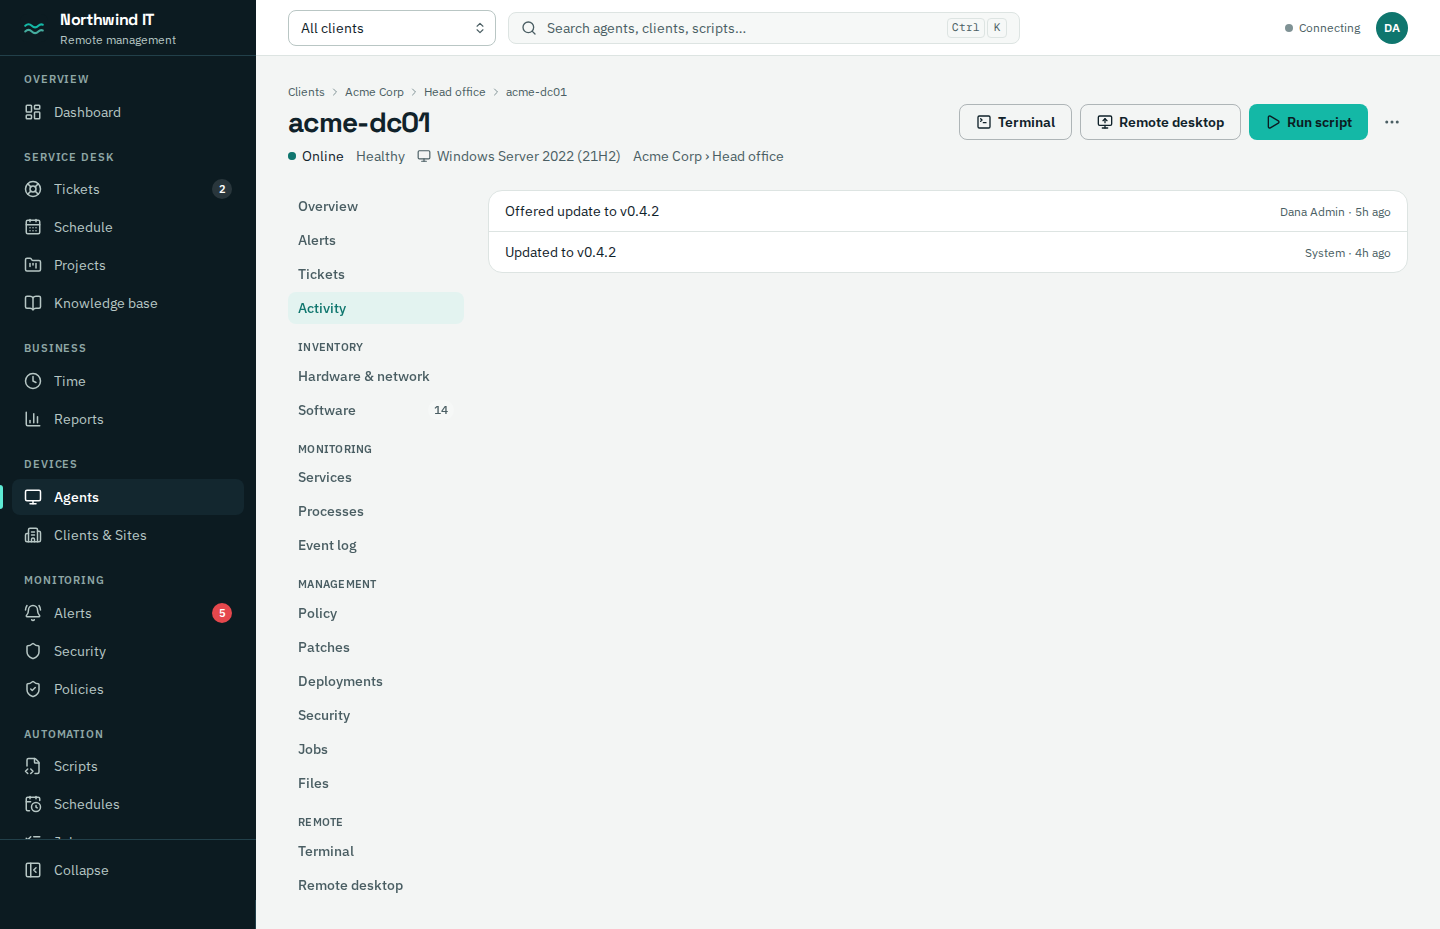 Northwind IT
Remote management
OVERVIEW
Dashboard
SERVICE DESK
Tickets 2
Schedule
Projects
Knowledge base
BUSINESS
Time
Reports
DEVICES
Agents
Clients & Sites
MONITORING
Alerts 5
Security
Policies
AUTOMATION
Scripts
Schedules
Collapse
All clients
Search agents, clients, scripts...
Ctrl K
Connecting
DA
Clients > Acme Corp > Head office > acme-dc01
acme-dc01
Terminal
Remote desktop
Run script
Online Healthy Windows Server 2022 (21H2) Acme Corp › Head office
Overview
Alerts
Tickets
Activity
INVENTORY
Hardware & network
Software 14
MONITORING
Services
Processes
Event log
MANAGEMENT
Policy
Patches
Deployments
Security
Jobs
Files
REMOTE
Terminal
Remote desktop
Offered update to v0.4.2 Dana Admin · 5h ago
Updated to v0.4.2 System · 4h ago